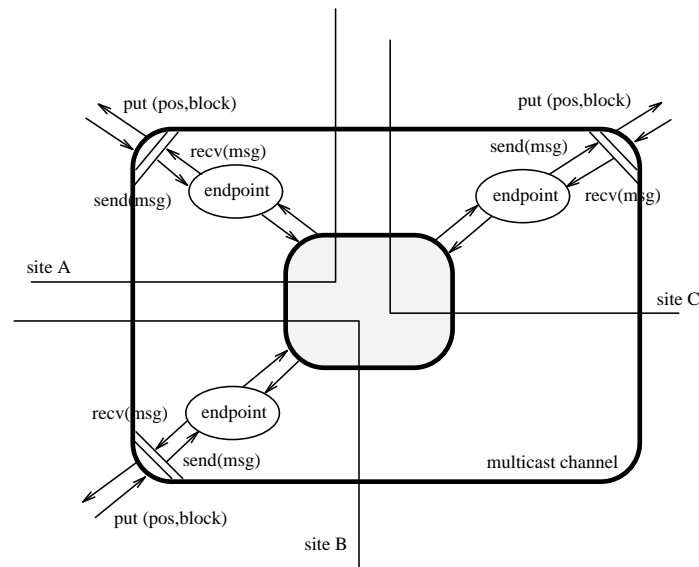 put (pos,block)
put (pos,block)
recv(msg)
send(msg)
send(msg)
endpoint
endpoint
recv(msg)
site A
site C
recv(msg)
endpoint
send(msg)
multicast channel
put (pos,block)
site B